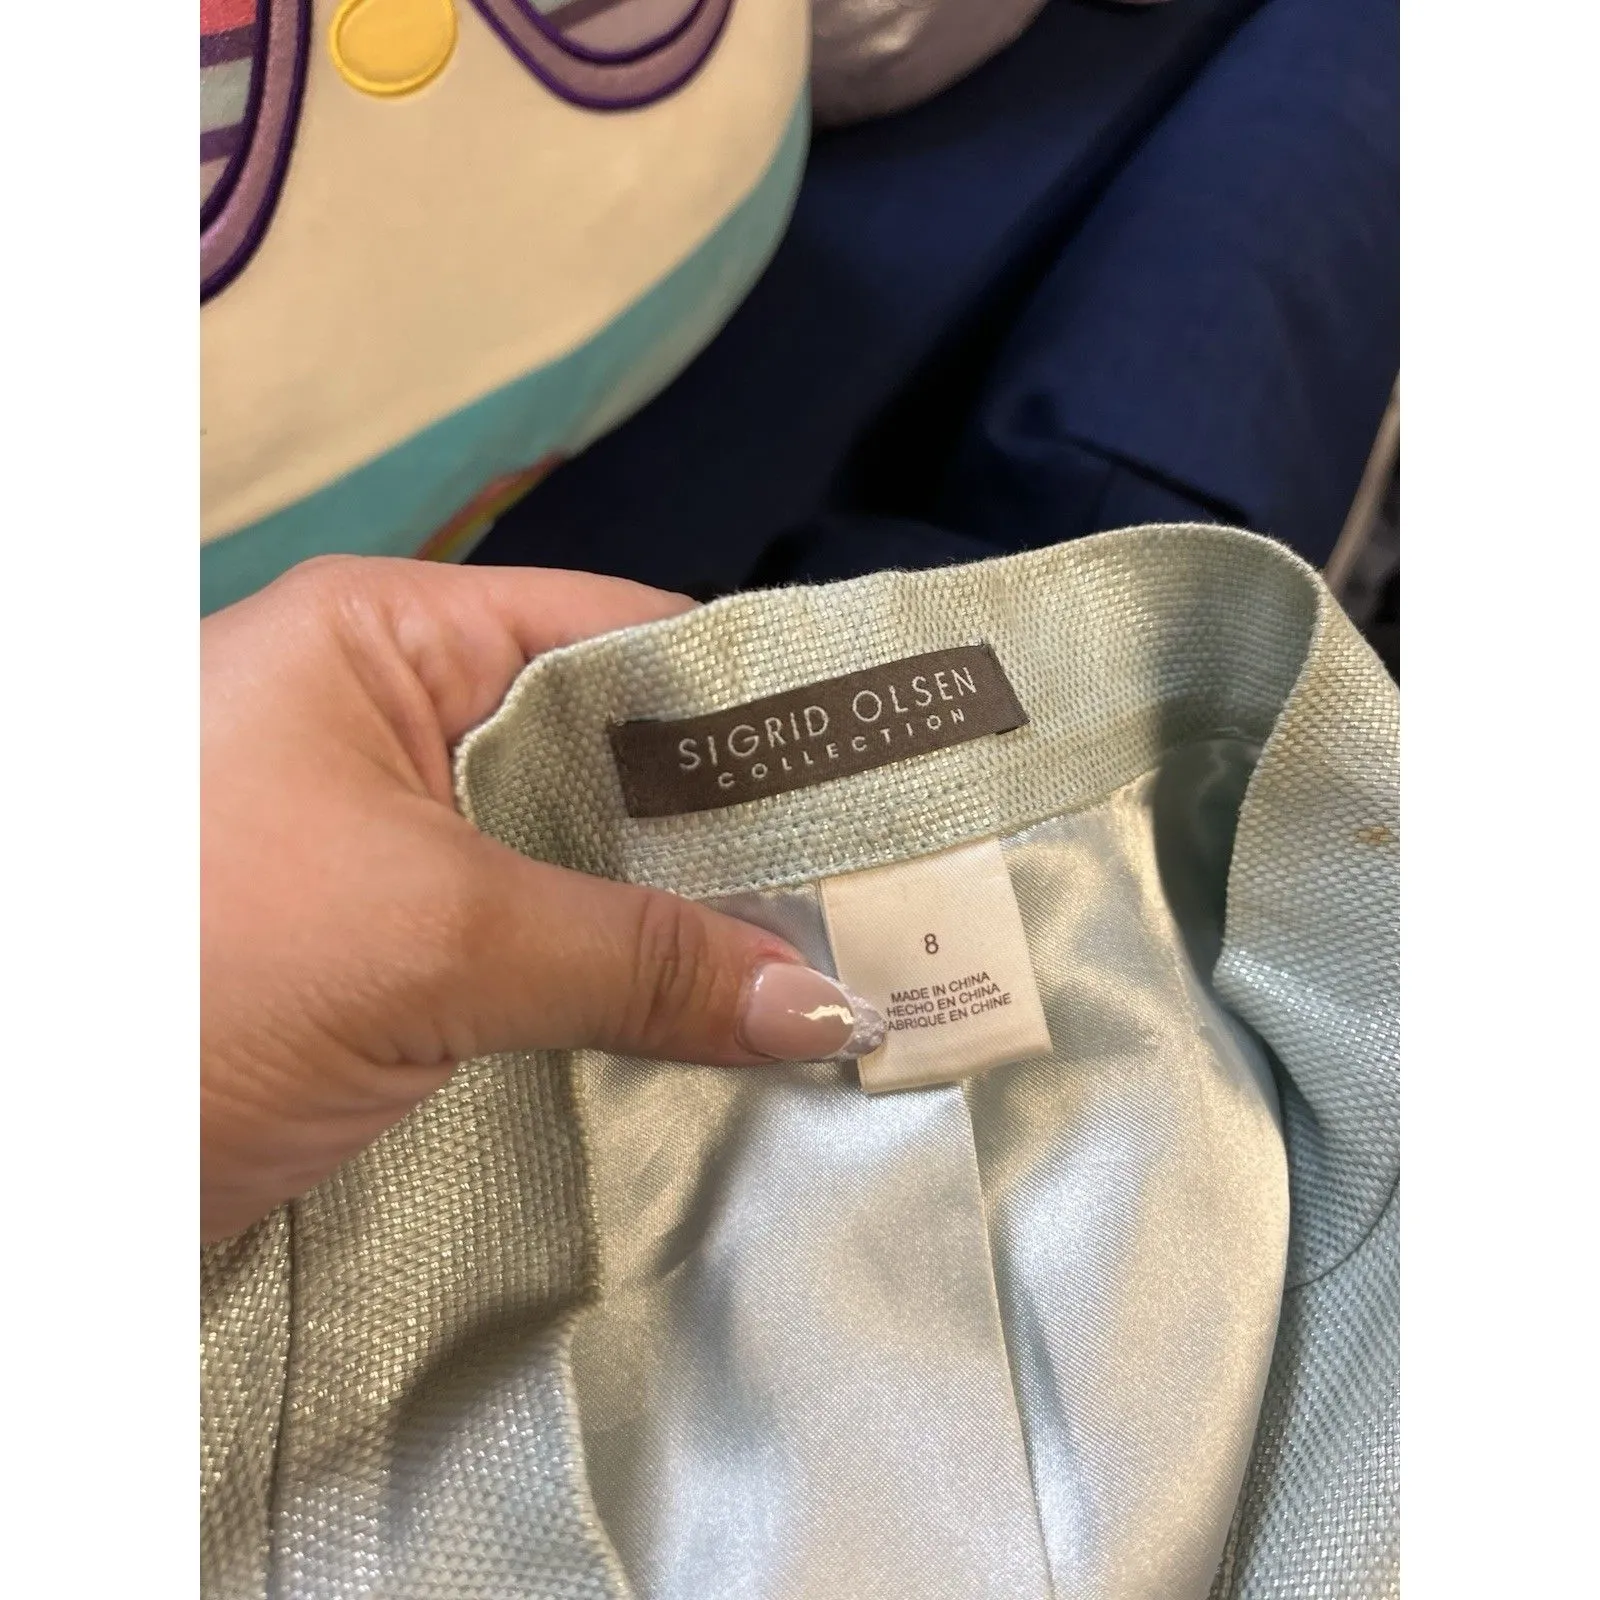 SIGRID OLSEN
COLLECTION
8
MADE IN CHINA
HECHO EN CHINA
FABRIQUE EN CHINE